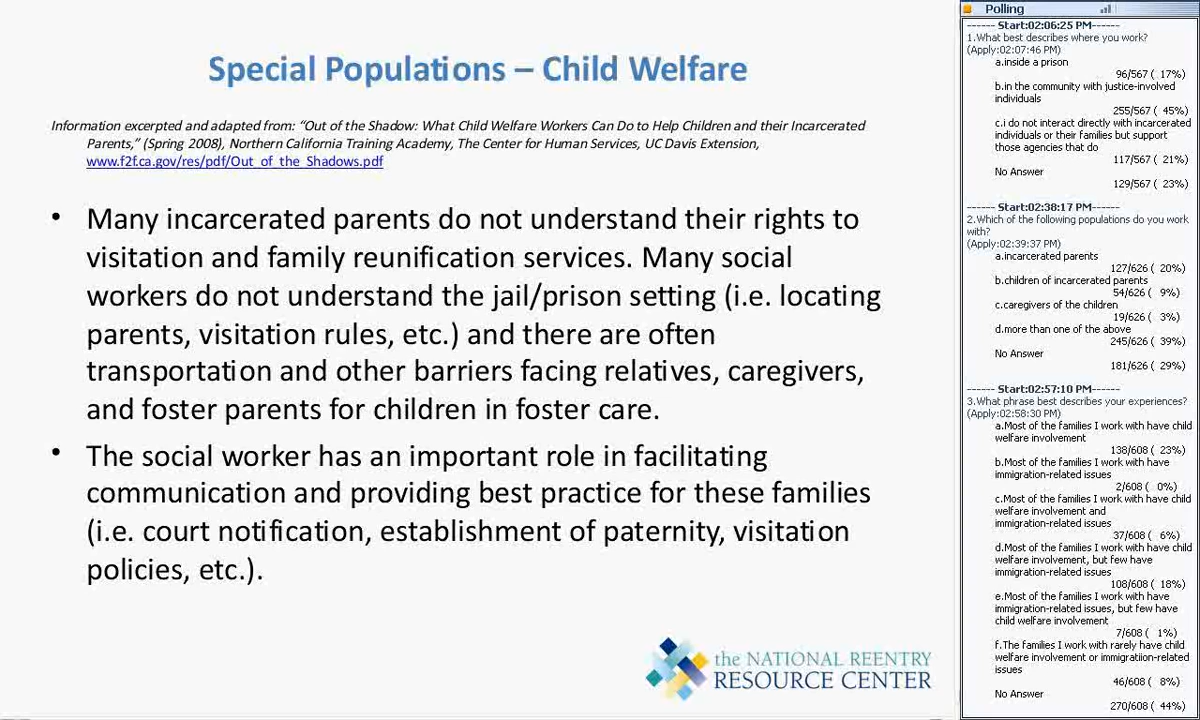 Special Populations – Child Welfare
Information excerpted and adapted from: “Out of the Shadow: What Child Welfare Workers Can Do to Help Children and their Incarcerated
Parents,” (Spring 2008), Northern California Training Academy, The Center for Human Services, UC Davis Extension,
www.f2f.ca.gov/res/pdf/Out_of_the_Shadows.pdf
• Many incarcerated parents do not understand their rights to
visitation and family reunification services. Many social
workers do not understand the jail/prison setting (i.e. locating
parents, visitation rules, etc.) and there are often
transportation and other barriers facing relatives, caregivers,
and foster parents for children in foster care.
• The social worker has an important role in facilitating
communication and providing best practice for these families
(i.e. court notification, establishment of paternity, visitation
policies, etc.).
the NATIONAL REENTRY
RESOURCE CENTER
Polling
------ Start:02:06:25 PM------
1.What best describes where you work?
(Apply:02:07:46 PM)
a.inside a prison
96/567 ( 17%)
b.in the community with justice-involved
individuals
255/567 ( 45%)
c.i do not interact directly with incarcerated
individuals or their families but support
those agencies that do
117/567 ( 21%)
No Answer
129/567 ( 23%)
------ Start:02:38:17 PM------
2.Which of the following populations do you work
with?
(Apply:02:39:37 PM)
a.incarcerated parents
127/626 ( 20%)
b.children of incarcerated parents
54/626 ( 9%)
c.caregivers of the children
19/626 ( 3%)
d.more than one of the above
245/626 ( 39%)
No Answer
181/626 ( 29%)
------ Start:02:57:10 PM------
3.What phrase best describes your experiences?
(Apply:02:58:30 PM)
a.Most of the families I work with have child
welfare involvement
138/608 ( 23%)
b.Most of the families I work with have
immigration-related issues
2/608 ( 0%)
c.Most of the families I work with have child
welfare involvement and
immigration-related issues
37/608 ( 6%)
d.Most of the families I work with have child
welfare involvement, but few have
immigration-related issues
108/608 ( 18%)
e.Most of the families I work with have
immigration-related issues, but few have
child welfare involvement
7/608 ( 1%)
f.The families I work with rarely have child
welfare involvement or immigratiion-related
issues
46/608 ( 8%)
No Answer
270/608 ( 44%)